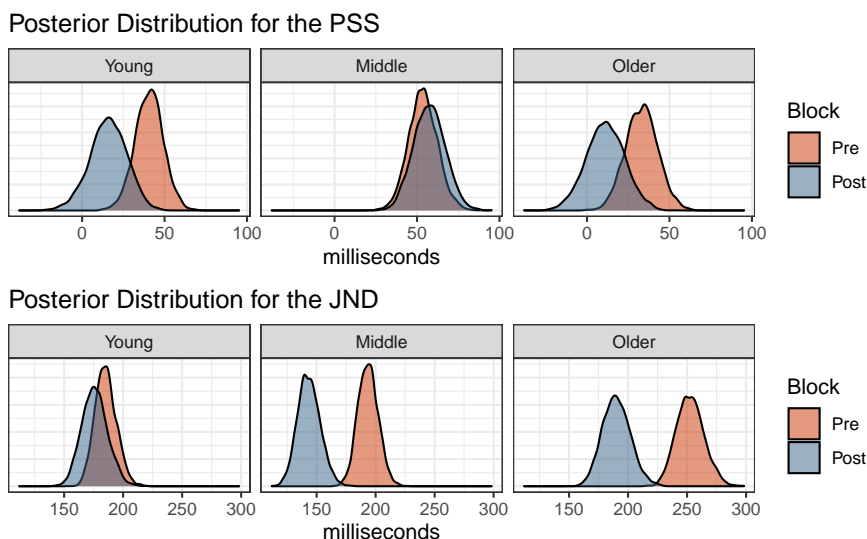 Posterior Distribution for the PSS
Young Middle Older
0 50 100 0 50 100 0 50 100
milliseconds
Block
Pre
Post
Posterior Distribution for the JND
Young Middle Older
150 200 250 300 150 200 250 300 150 200 250 300
milliseconds
Block
Pre
Post